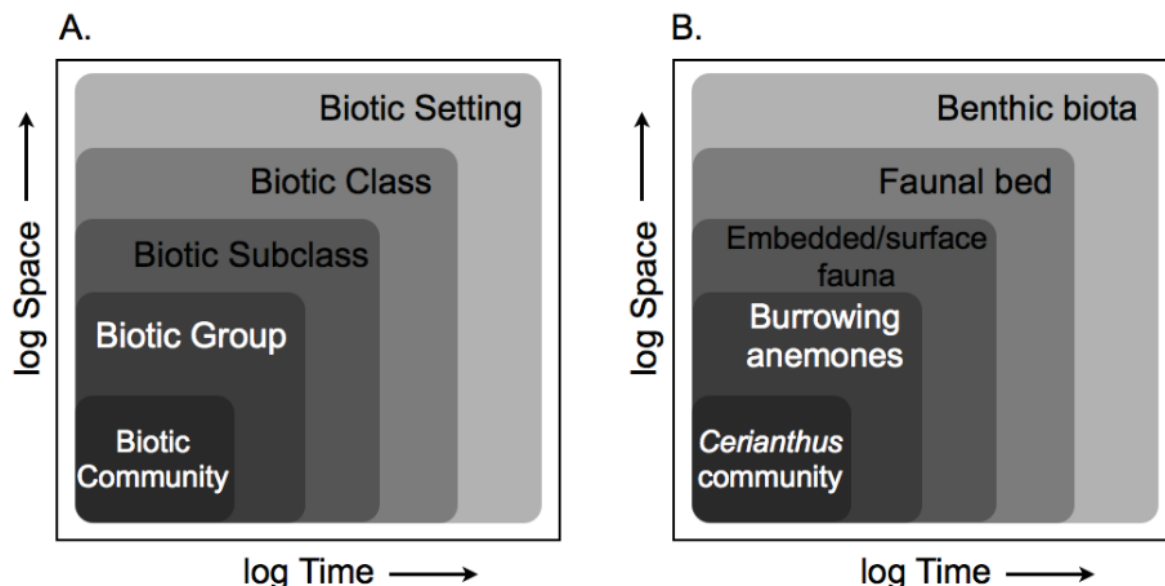 A.
Biotic Setting
Biotic Class
Biotic Subclass
Biotic Group
Biotic
Community
log Space
log Time
B.
Benthic biota
Faunal bed
Embedded/surface
fauna
Burrowing
anemones
Cerianthus
community
log Space
log Time